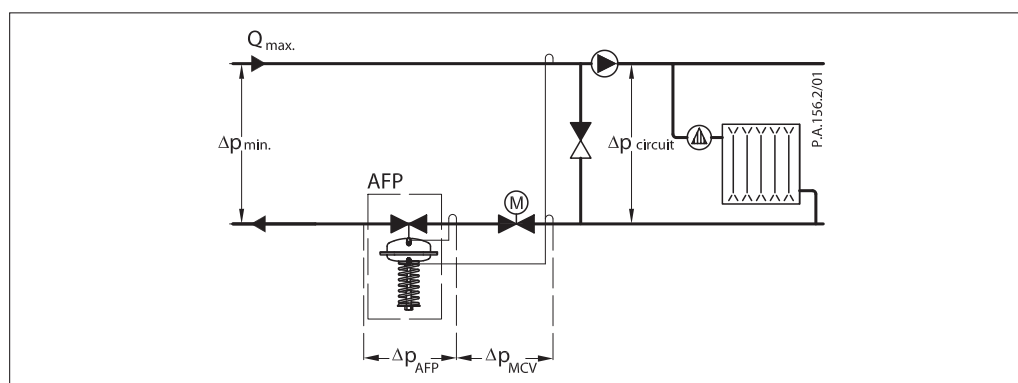 Q max.
P.A.156.2/01
Δp min.
Δp circuit
AFP
M
Δp AFP
Δp MCV